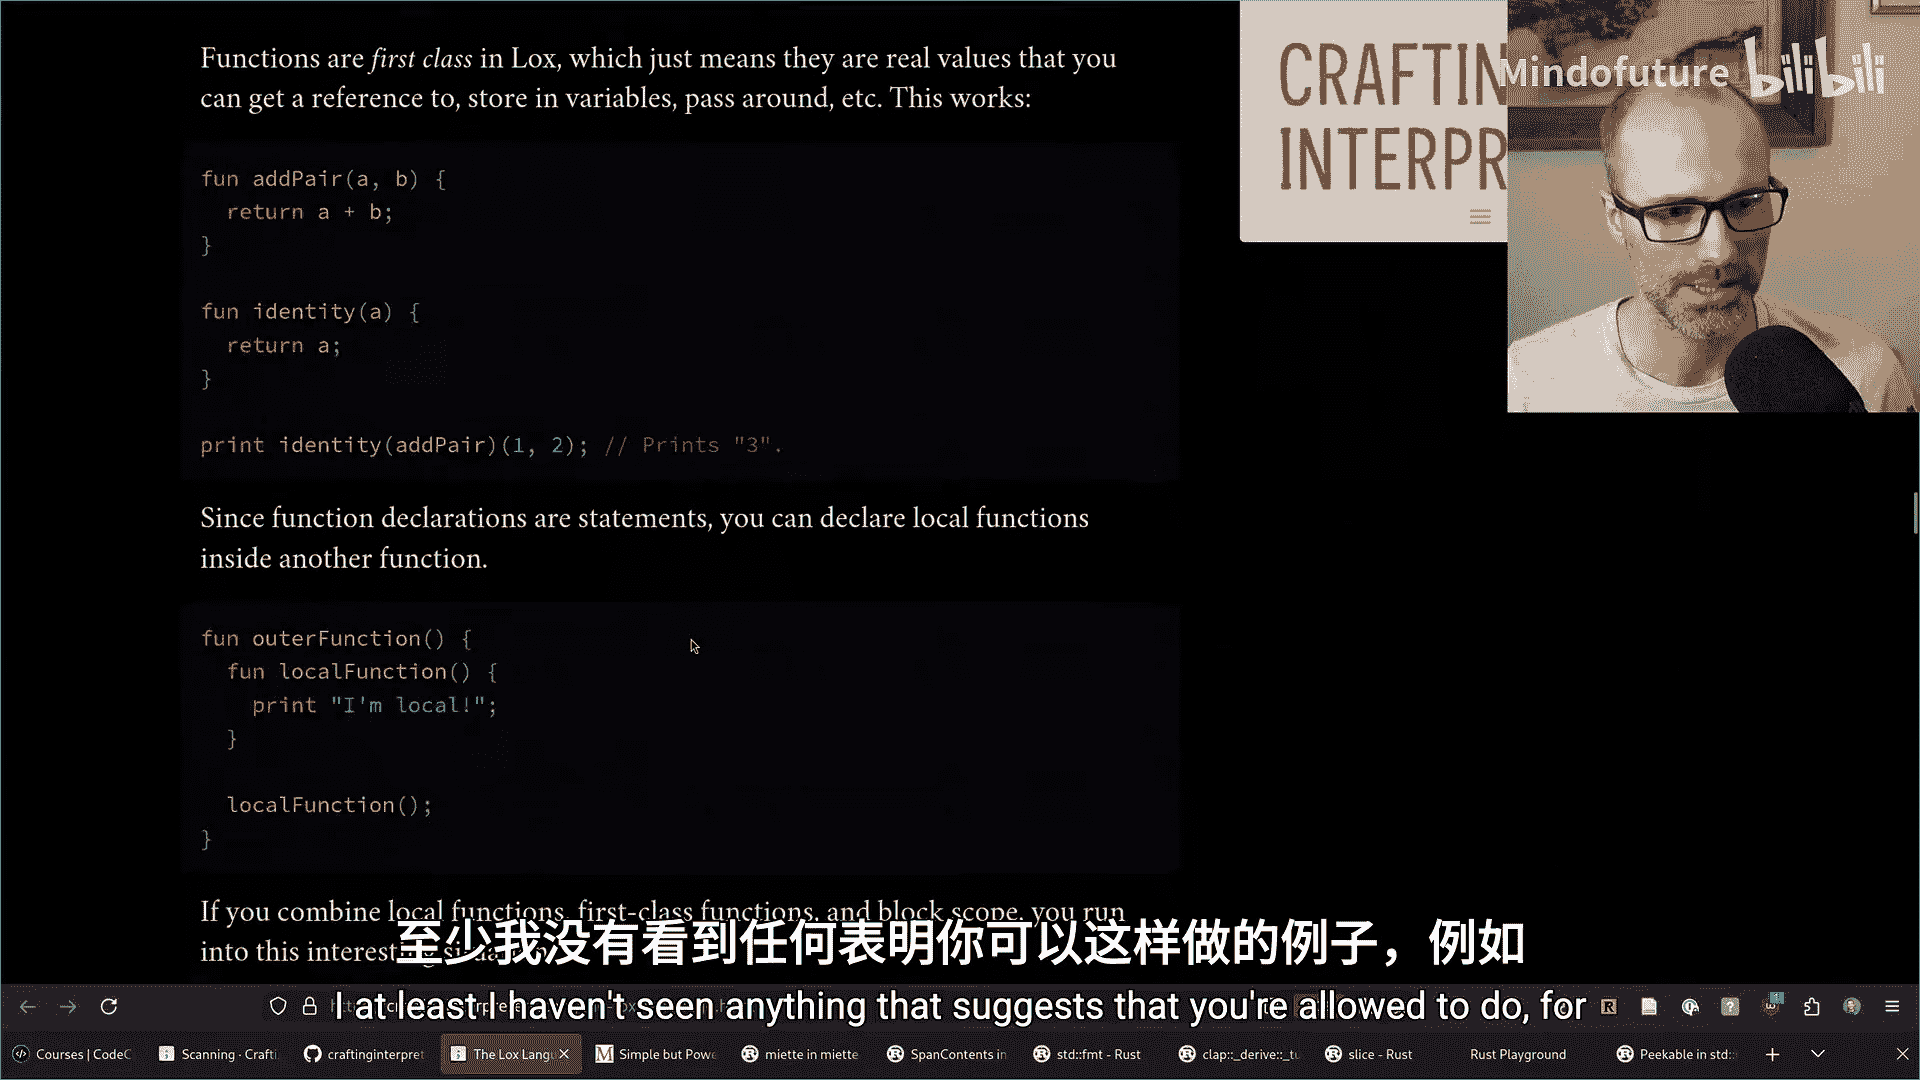 Functions are first class in Lox, which just means they are real values that you
can get a reference to, store in variables, pass around, etc. This works:
fun addPair(a, b) {
return a + b;
}
fun identity(a) {
return a;
}
print identity(addPair)(1, 2); // Prints "3".
Since function declarations are statements, you can declare local functions
inside another function.
fun outerFunction() {
fun localFunction() {
print "I'm local!";
}
localFunction();
}
If you combine local functions, first-class functions, and block scope, you run
into this interesting
CRAFTIN
INTERPR
Mindofuture bilibili
至少我没有看到任何表明你可以这样做的例子，例如
I at least I haven't seen anything that suggests that you're allowed to do, for
Courses | CodeC
Scanning · Crafti
craftinginterpret
The Lox Langu
Simple but Powe
miette in miette
SpanContents in
std::fmt - Rust
clap::_derive::_tu
slice - Rust
Rust Playground
Peekable in std::